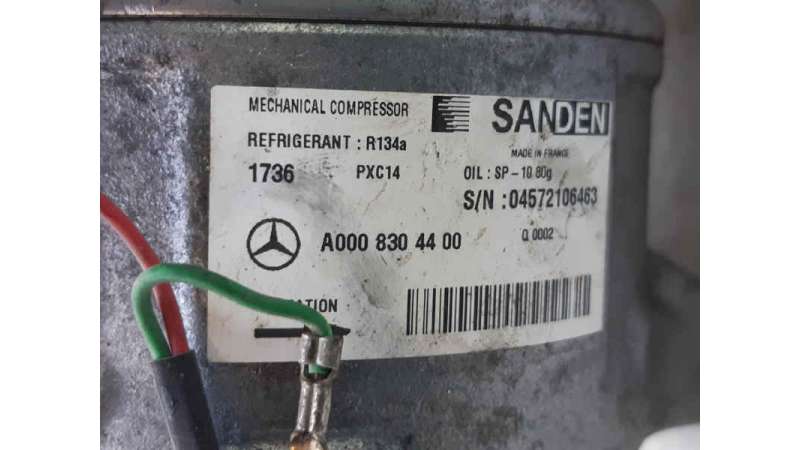 MECHANICAL COMPRESSOR SANDEN
REFRIGERANT : R134a MADE IN FRANCE
1736 PXC14 OIL : SP-10 80g
S/N : 04572106463
A000 830 44 00 Q 0002